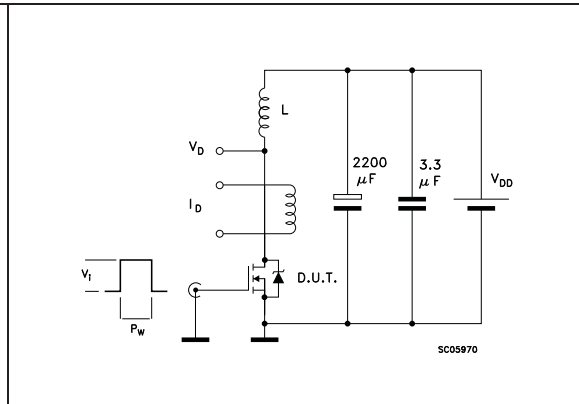 L
V_D
2200
µF
3.3
µF
V_DD
I_D
D.U.T.
V_i
P_W
SC05970